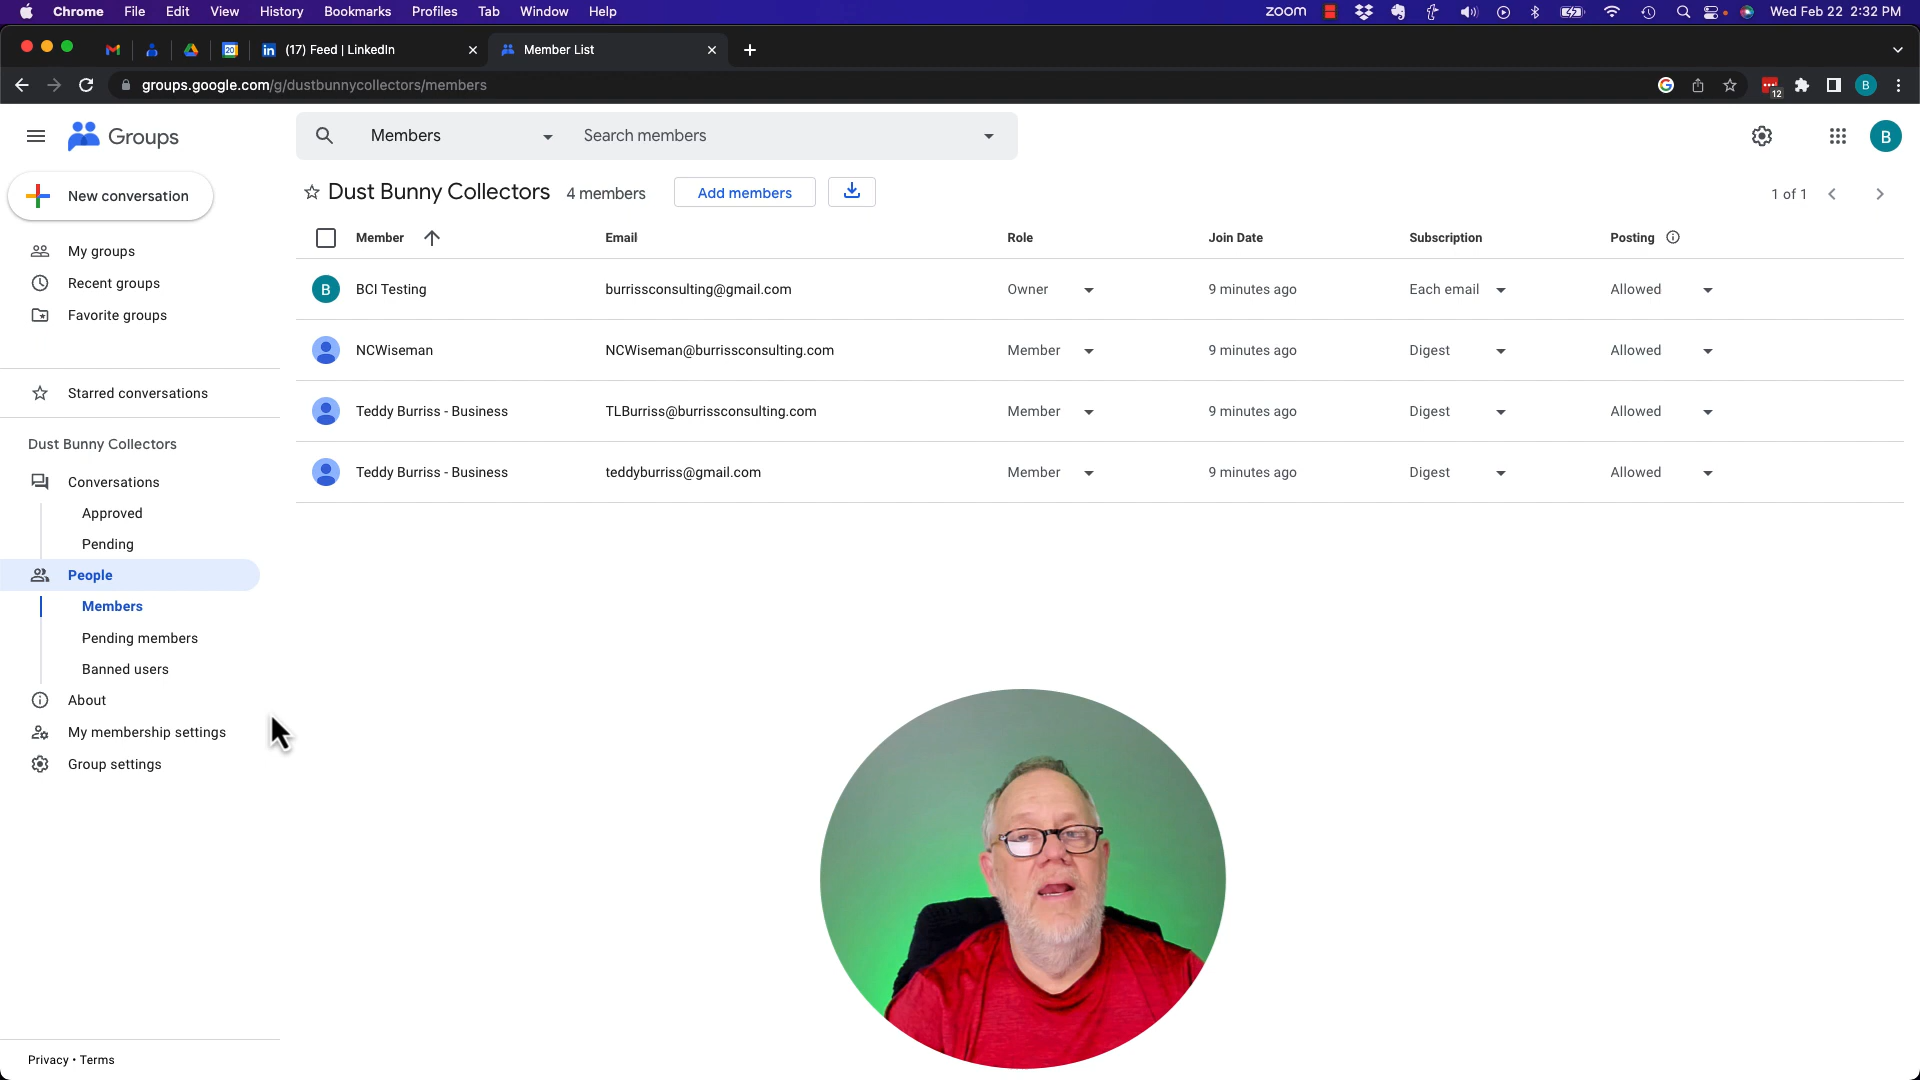 Chrome File Edit View History Bookmarks Profiles Tab Window Help zoom Wed Feb 22 2:32 PM
20 in (17) Feed | LinkedIn Member List
groups.google.com/g/dustbunnycollectors/members 12 B
Groups Members Search members B
New conversation
Dust Bunny Collectors 4 members Add members 1 of 1
My groups
Recent groups
Favorite groups
Starred conversations
Dust Bunny Collectors
Conversations
Approved
Pending
People
Members
Pending members
Banned users
About
My membership settings
Group settings
Privacy • Terms
Member Email Role Join Date Subscription Posting
B BCI Testing burrissconsulting@gmail.com Owner 9 minutes ago Each email Allowed
NCWiseman NCWiseman@burrissconsulting.com Member 9 minutes ago Digest Allowed
Teddy Burriss - Business TLBurriss@burrissconsulting.com Member 9 minutes ago Digest Allowed
Teddy Burriss - Business teddyburriss@gmail.com Member 9 minutes ago Digest Allowed